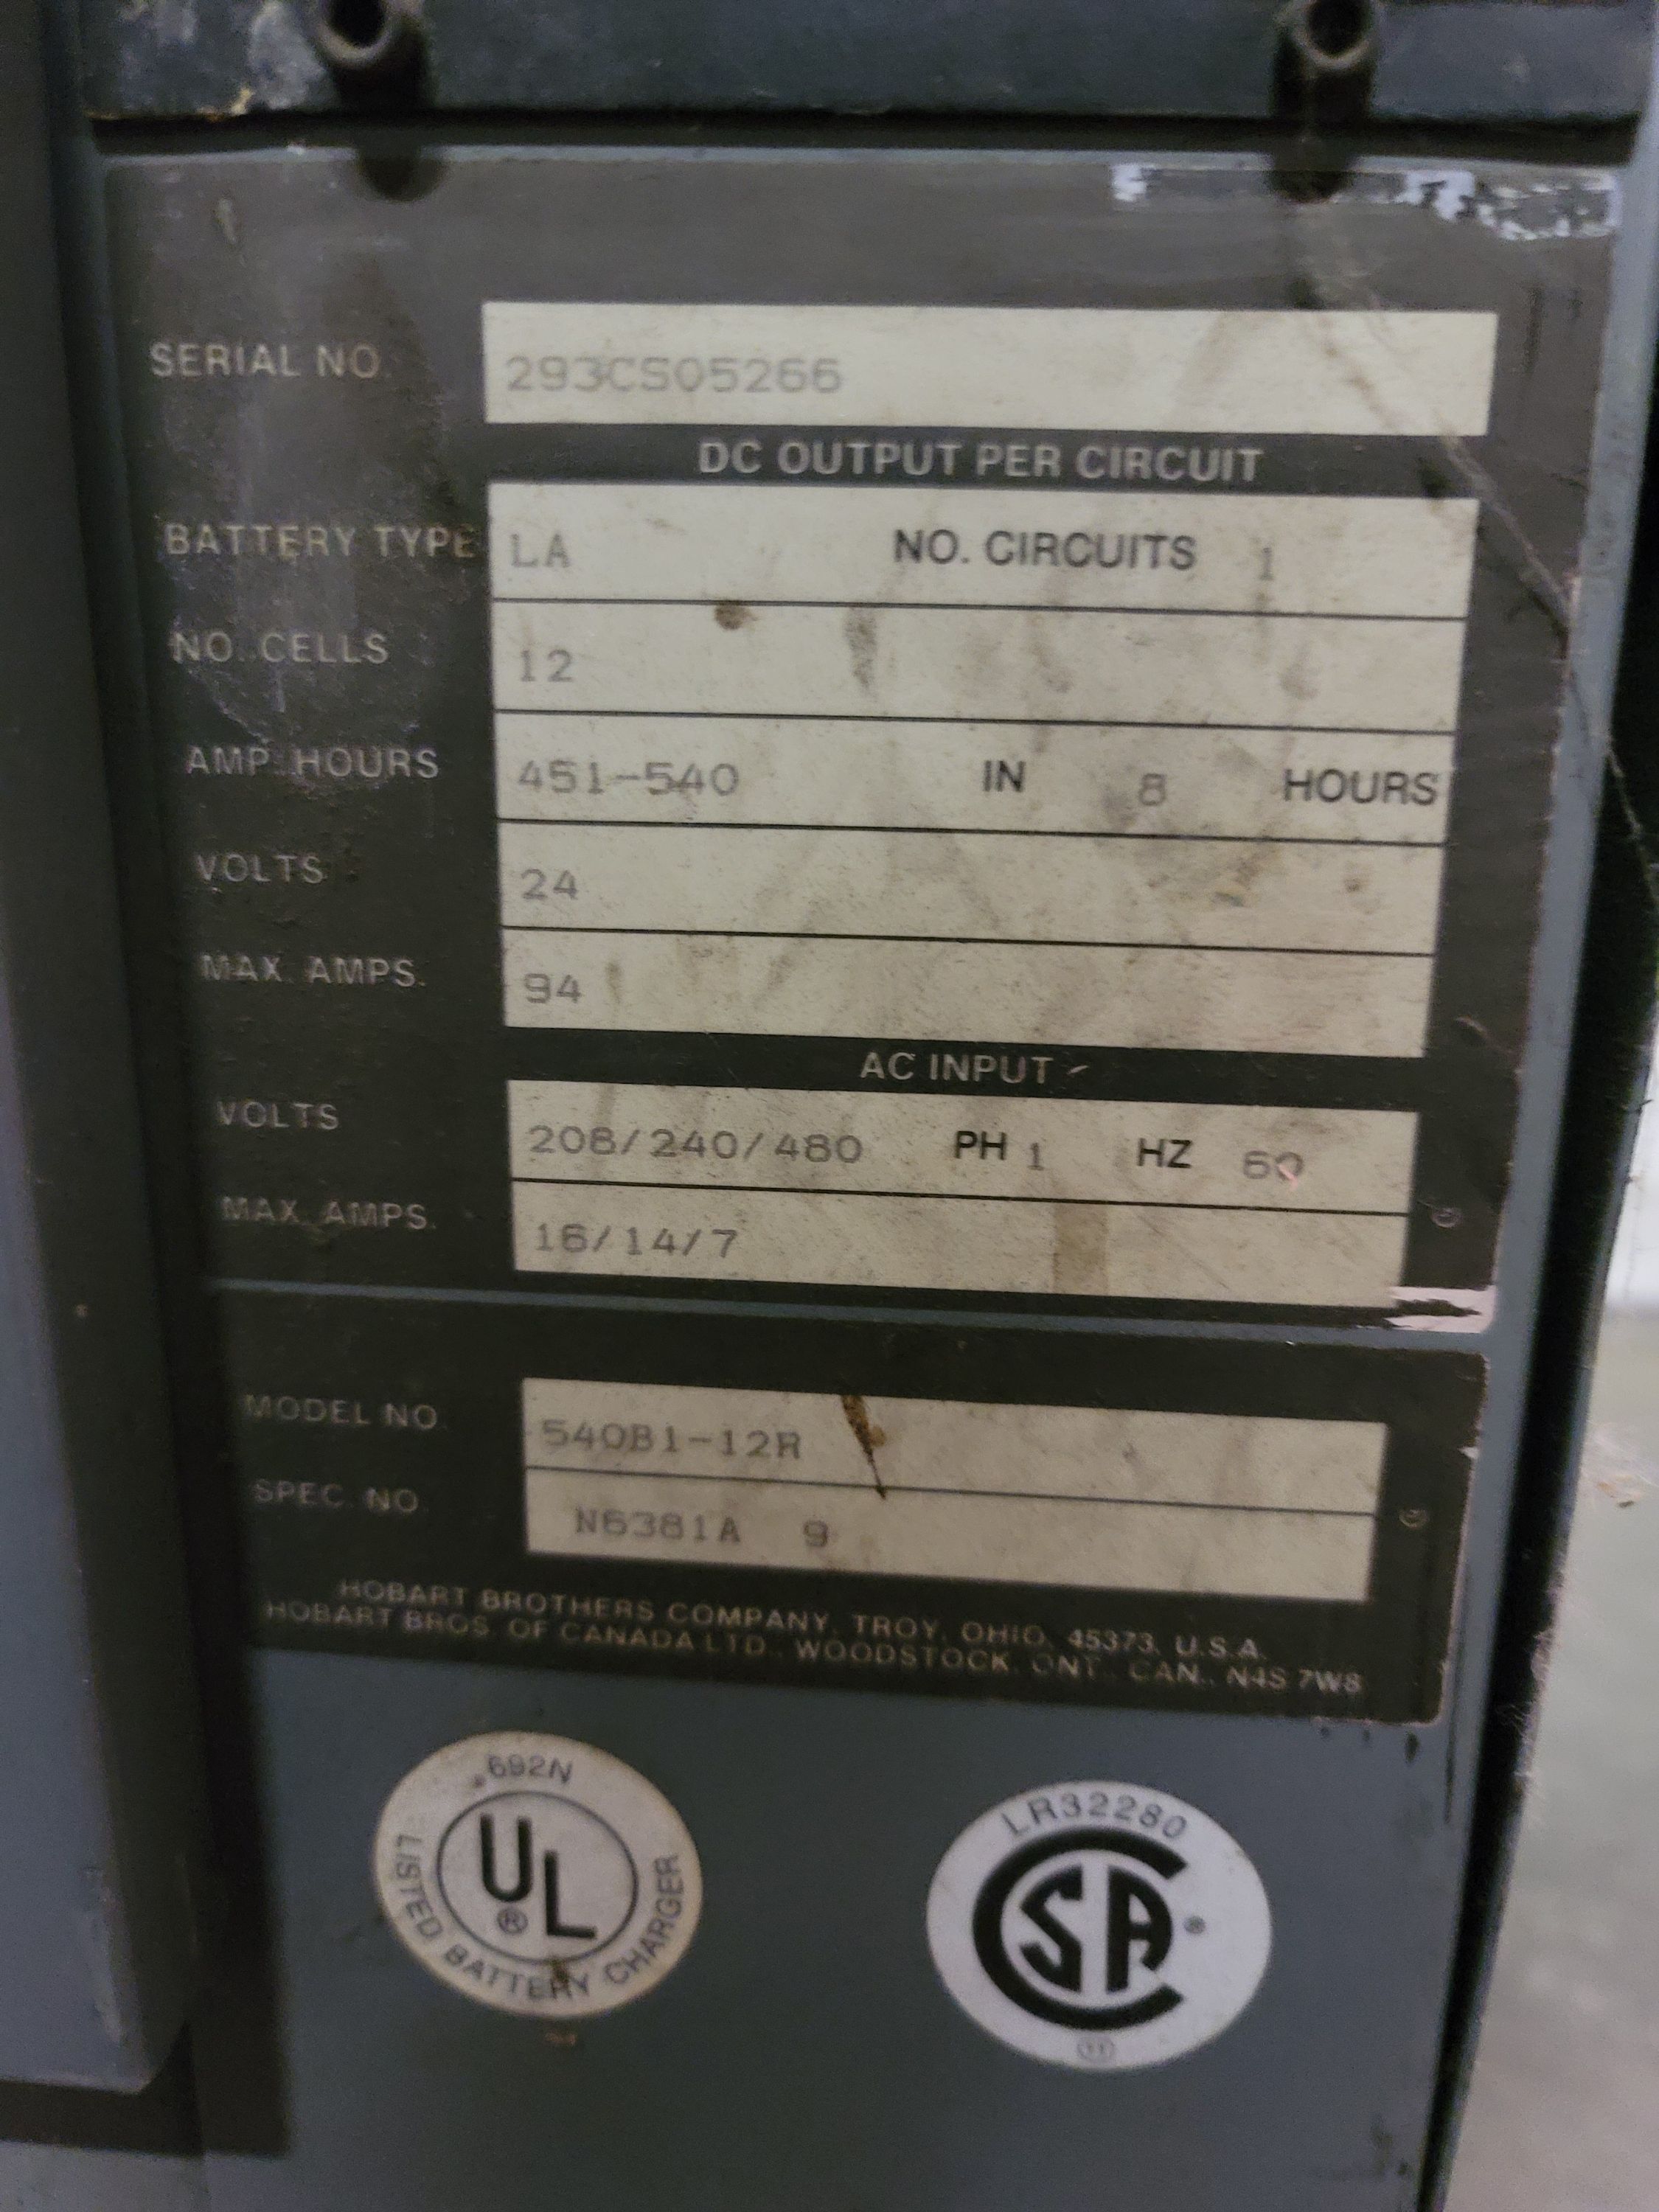 SERIAL NO. 293CS05266
DC OUTPUT PER CIRCUIT
BATTERY TYPE LA NO. CIRCUITS 1
NO. CELLS 12
AMP. HOURS 451-540 IN 8 HOURS
VOLTS 24
MAX. AMPS. 94
AC INPUT
VOLTS 208/240/480 PH 1 HZ 60
MAX. AMPS. 16/14/7
MODEL NO. 540B1-12R
SPEC. NO. N6381A 9
HOBART BROTHERS COMPANY, TROY, OHIO, 45373, U.S.A.
HOBART BROS. OF CANADA LTD., WOODSTOCK, ONT., CAN., N4S 7W8
692N
UL®
LISTED BATTERY CHARGER
LR32280
CSA®
11